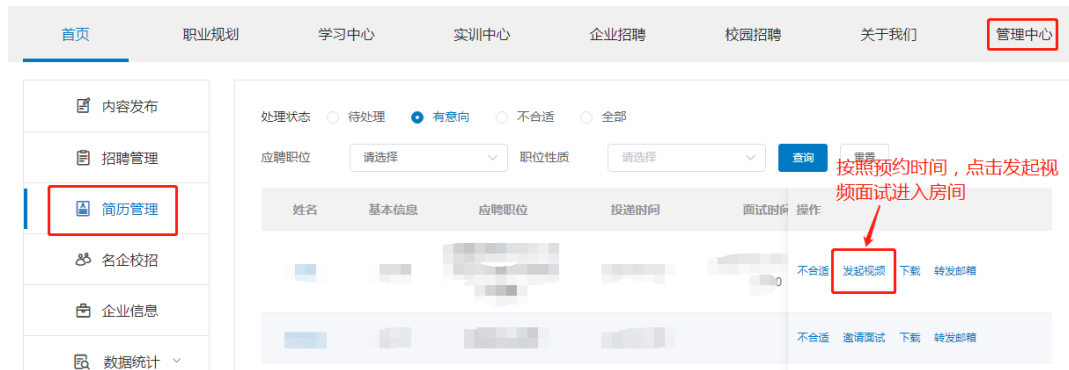 首页 职业规划 学习中心 实训中心 企业招聘 校园招聘 关于我们 管理中心
内容发布
招聘管理
简历管理
名企校招
企业信息
数据统计
处理状态 待处理 有意向 不合适 全部
应聘职位 请选择 职位性质 请选择 查询 重置
按照预约时间，点击发起视
频面试进入房间
姓名 基本信息 应聘职位 投递时间 面试时间 操作
不合适 发起视频 下载 转发邮箱
0
不合适 邀请面试 下载 转发邮箱